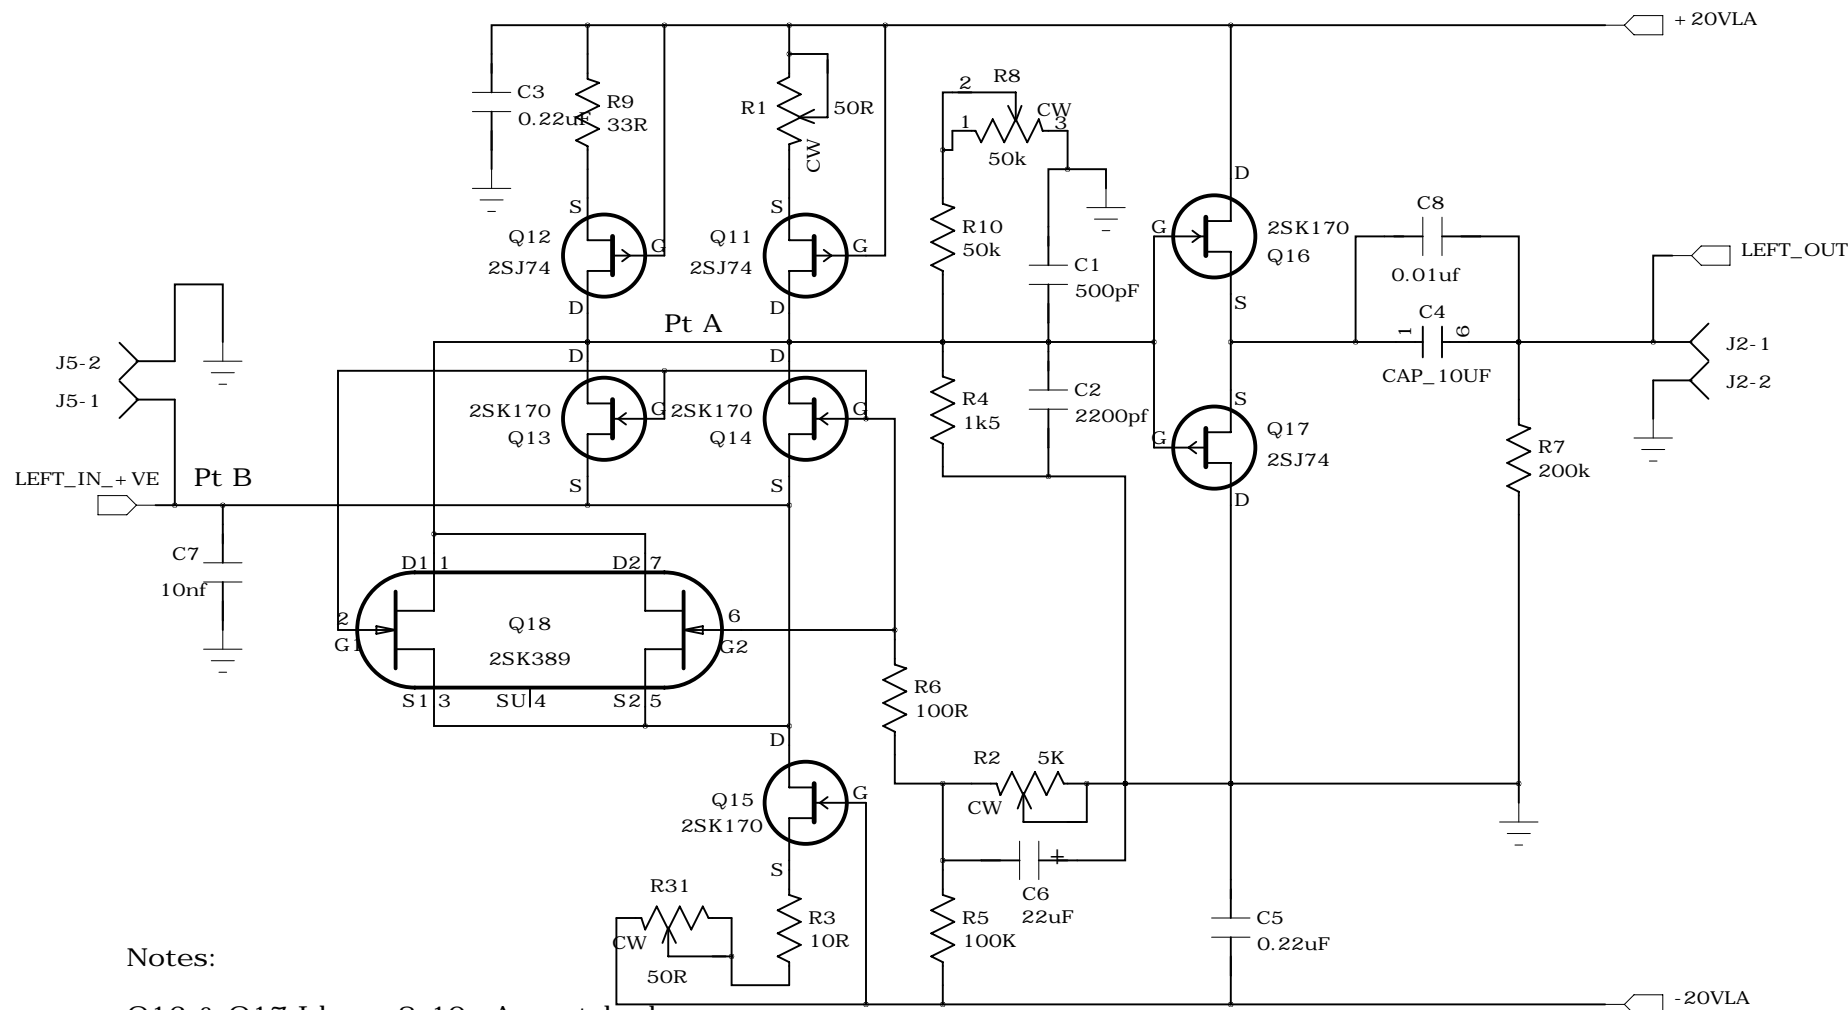 +20VLA
C3
0.22uF
R9
33R
R1
50R
CW
2
R8
CW
1
3
50k
S
Q12
2SJ74
G
D
S
Q11
2SJ74
G
D
R10
50k
C1
500pF
D
G
2SK170
Q16
S
C8
0.01uf
C4
1
6
CAP_10UF
LEFT_OUT
J2-1
J2-2
Pt A
J5-2
J5-1
D
2SK170
Q13
G
S
D
2SK170
Q14
G
S
R4
1k5
C2
2200pf
S
G
Q17
2SJ74
D
R7
200k
LEFT_IN_+VE
Pt B
C7
10nf
D1 1
D2 7
2
G1
Q18
2SK389
6
G2
S1 3
SU 4
S2 5
R6
100R
D
Q15
2SK170
G
S
R2
5K
CW
C6
22uF
+
R31
CW
50R
R3
10R
R5
100K
C5
0.22uF
-20VLA
Notes: